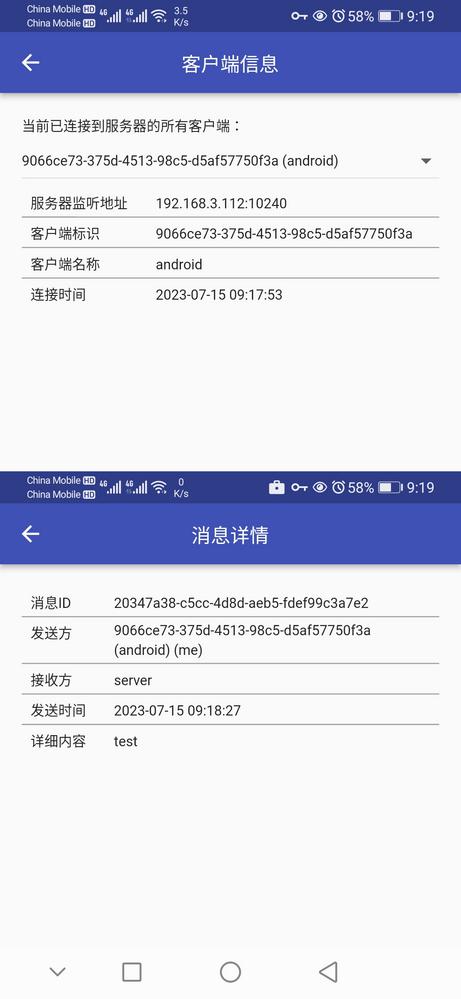 China Mobile HD 4G 4G 3.5 58% 9:19
China Mobile HD K/s
客户端信息
当前已连接到服务器的所有客户端：
9066ce73-375d-4513-98c5-d5af57750f3a (android)
服务器监听地址 192.168.3.112:10240
客户端标识 9066ce73-375d-4513-98c5-d5af57750f3a
客户端名称 android
连接时间 2023-07-15 09:17:53
China Mobile HD 4G 4G 0 58% 9:19
China Mobile HD K/s
消息详情
消息ID 20347a38-c5cc-4d8d-aeb5-fdef99c3a7e2
发送方 9066ce73-375d-4513-98c5-d5af57750f3a
(android) (me)
接收方 server
发送时间 2023-07-15 09:18:27
详细内容 test